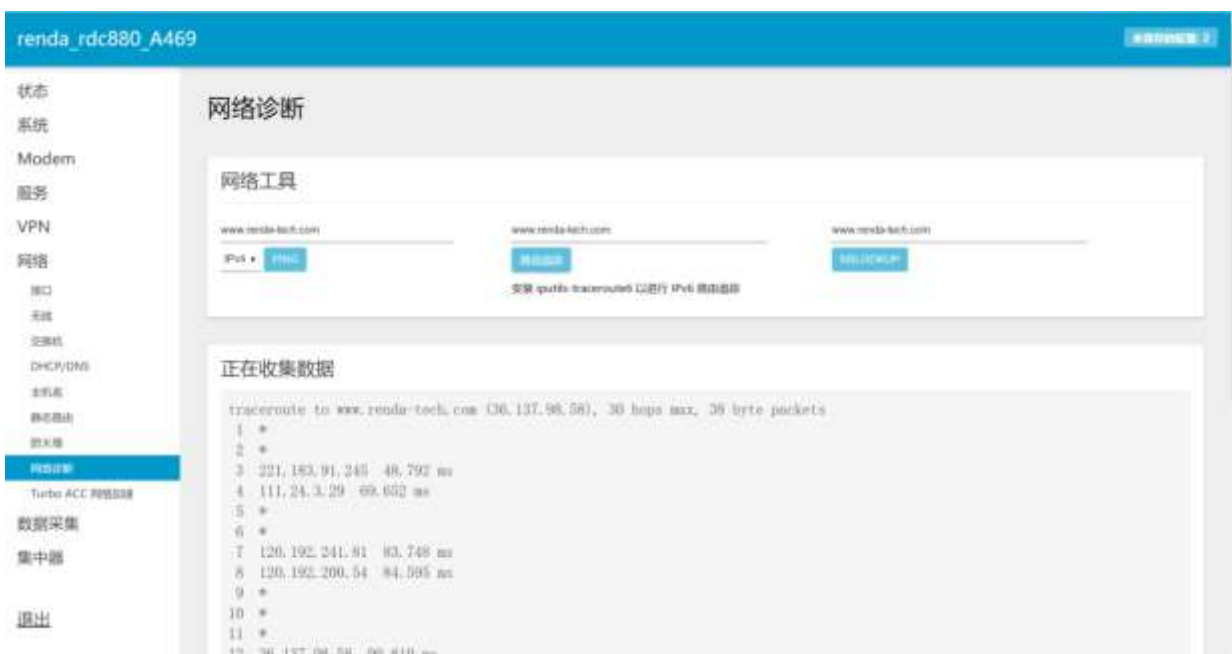 renda_rdc880_A469
状态
系统
Modem
服务
VPN
网络
接口
无线
交换机
DHCP/DNS
主机名
静态路由
防火墙
网络诊断
Turbo ACC 网络加速
数据采集
集中器
退出
网络诊断
网络工具
www.renda-tech.com
www.renda-tech.com
www.renda-tech.com
PING
路由追踪
NSLOOKUP
安装 iputils-traceroute6 以进行 IPv6 路由追踪
正在收集数据
traceroute to www.renda-tech.com (36.137.98.58), 30 hops max, 38 byte packets
1 *
2 *
3 221.183.91.245 48.792 ms
4 111.24.3.29 69.652 ms
5 *
6 *
7 120.192.241.81 83.748 ms
8 120.192.200.54 84.595 ms
9 *
10 *
11 *
12 36.137.98.58